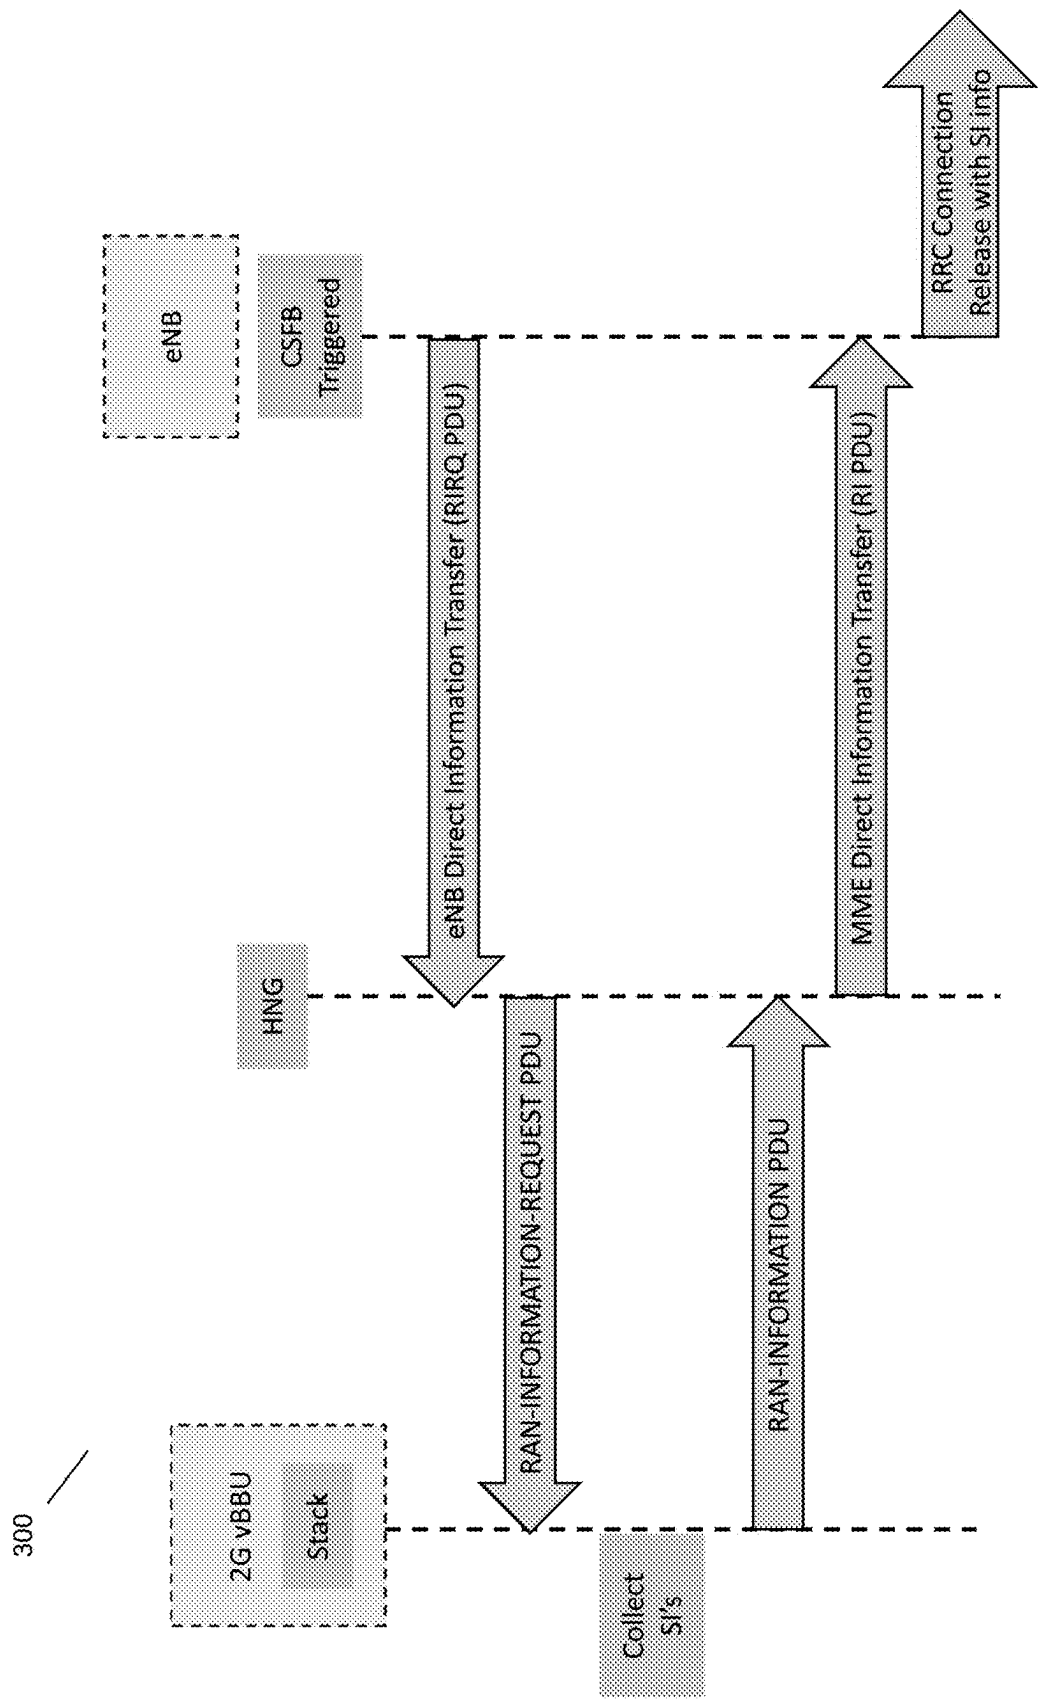 300
2G vBBU
Stack
HNG
eNB
CSFB
Triggered
eNB Direct Information Transfer (RIRQ PDU)
RAN-INFORMATION-REQUEST PDU
Collect
SI's
RAN-INFORMATION PDU
MME Direct Information Transfer (RI PDU)
RRC Connection
Release with SI info